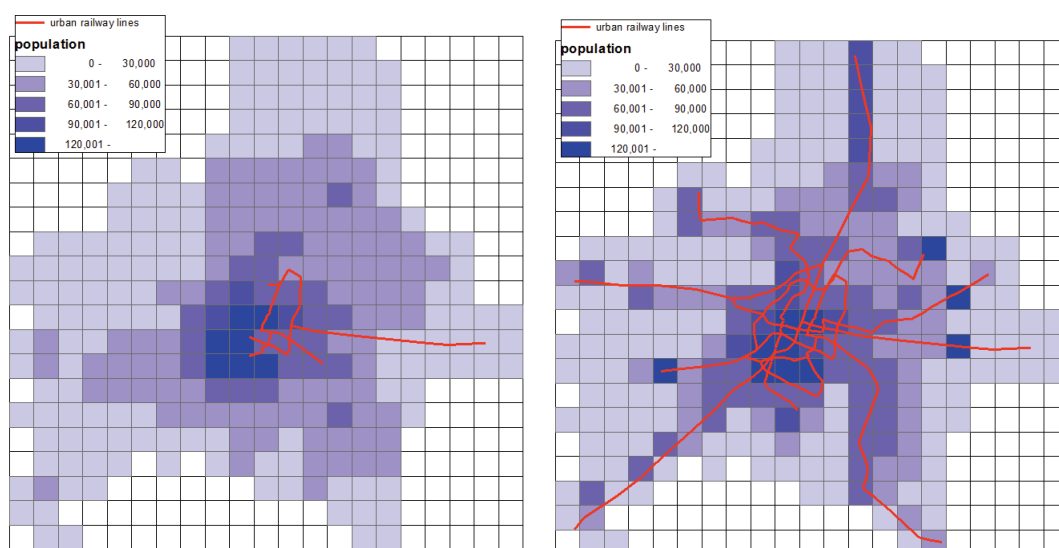 urban railway lines
population
0 - 30,000
30,001 - 60,000
60,001 - 90,000
90,001 - 120,000
120,001 -
urban railway lines
population
0 - 30,000
30,001 - 60,000
60,001 - 90,000
90,001 - 120,000
120,001 -